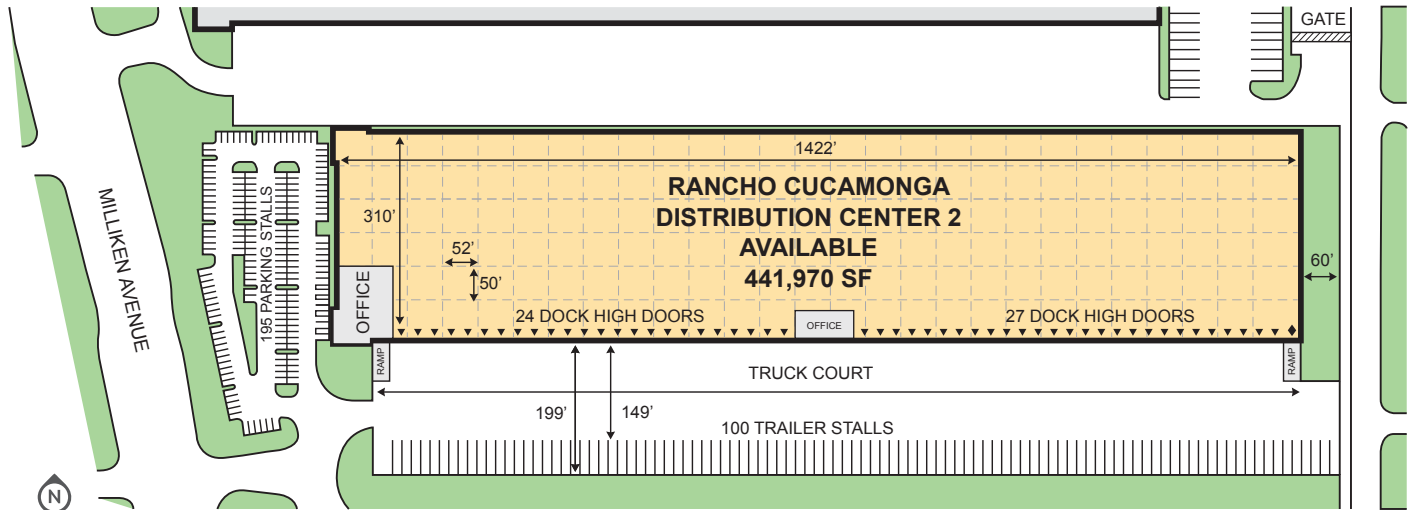 GATE
1422'
RANCHO CUCAMONGA
DISTRIBUTION CENTER 2
AVAILABLE
441,970 SF
310'
52'
50'
60'
MILLIKEN AVENUE
195 PARKING STALLS
OFFICE
24 DOCK HIGH DOORS
OFFICE
27 DOCK HIGH DOORS
RAMP
TRUCK COURT
RAMP
199'
149'
100 TRAILER STALLS
N